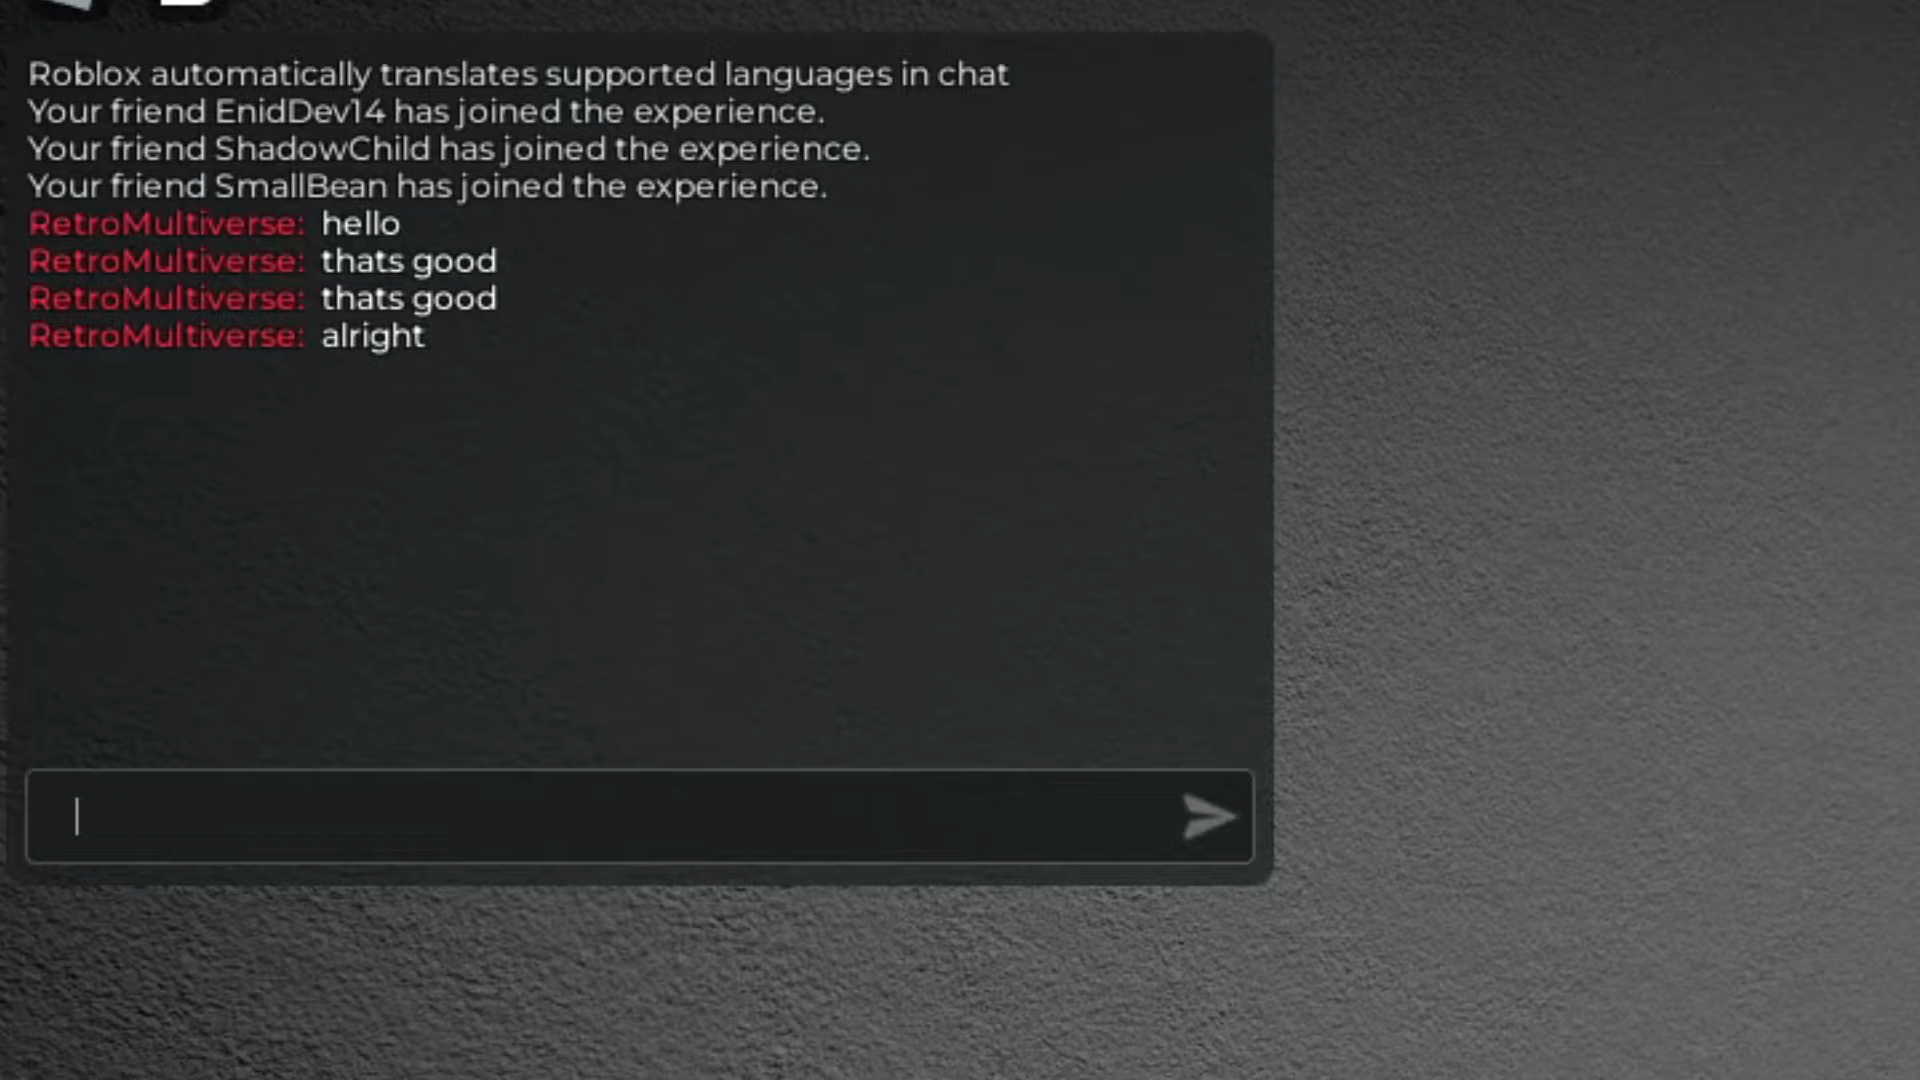 Roblox automatically translates supported languages in chat
Your friend EnidDev14 has joined the experience.
Your friend ShadowChild has joined the experience.
Your friend SmallBean has joined the experience.
RetroMultiverse: hello
RetroMultiverse: thats good
RetroMultiverse: thats good
RetroMultiverse: alright